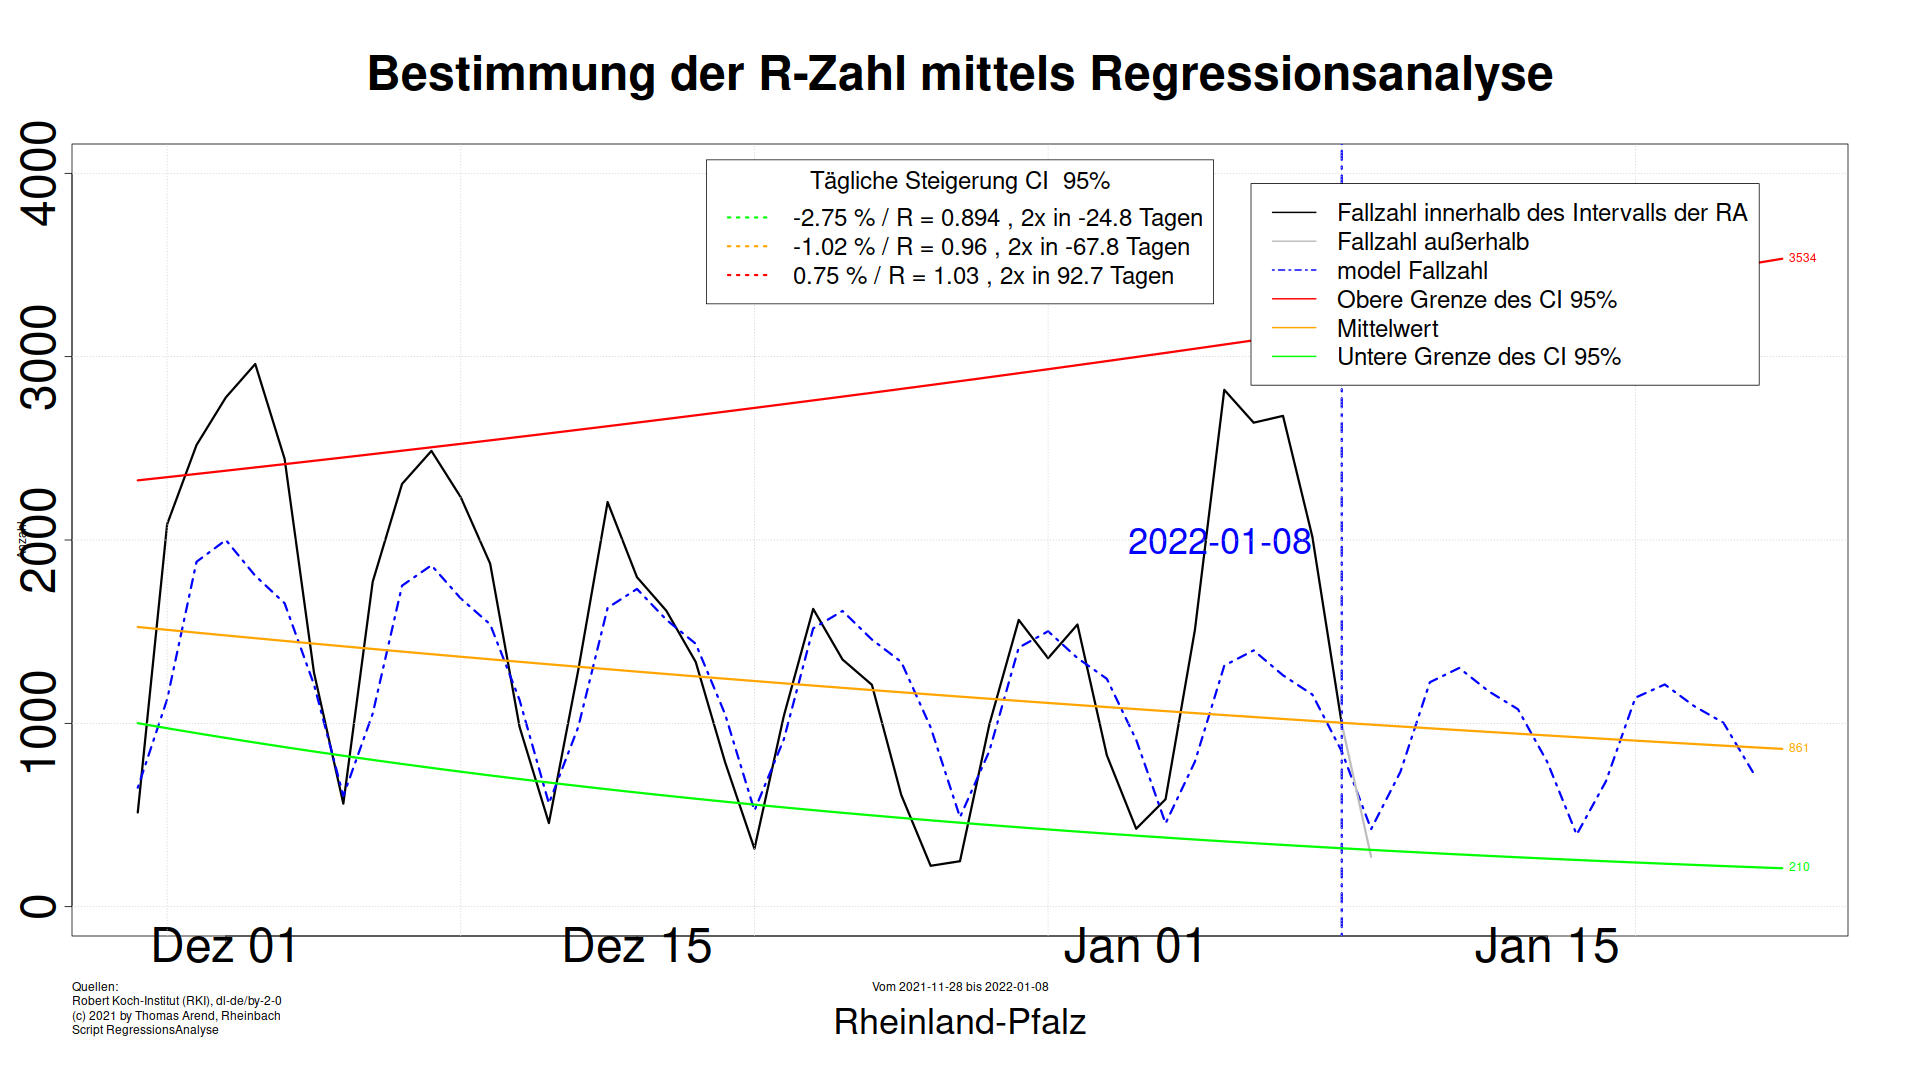 Bestimmung der R-Zahl mittels Regressionsanalyse
Tägliche Steigerung CI  95%
-2.75 % / R = 0.894 , 2x in -24.8 Tagen
-1.02 % / R = 0.96 , 2x in -67.8 Tagen
0.75 % / R = 1.03 , 2x in 92.7 Tagen
Fallzahl innerhalb des Intervalls der RA
Fallzahl außerhalb
model Fallzahl
Obere Grenze des CI 95%
Mittelwert
Untere Grenze des CI 95%
4000
3000
2000
1000
0
Anzahl
3534
2022-01-08
861
210
Dez 01
Dez 15
Jan 01
Jan 15
Quellen:
Robert Koch-Institut (RKI), dl-de/by-2-0
(c) 2021 by Thomas Arend, Rheinbach
Script RegressionsAnalyse
Vom 2021-11-28 bis 2022-01-08
Rheinland-Pfalz